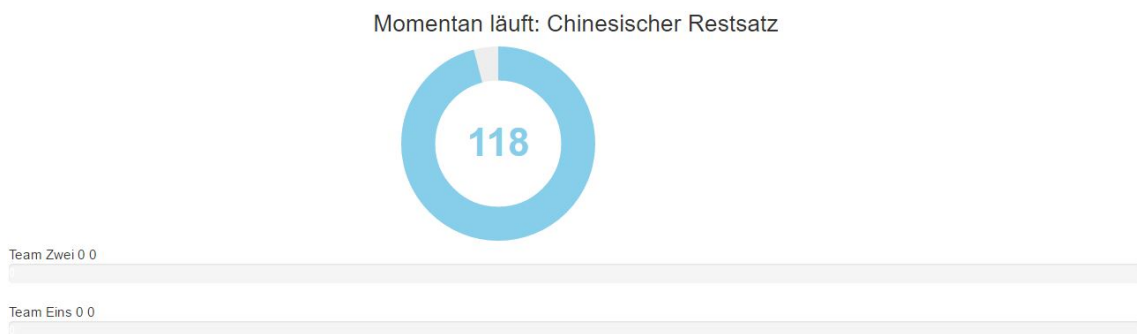 Momentan läuft: Chinesischer Restsatz
118
Team Zwei 0 0
Team Eins 0 0